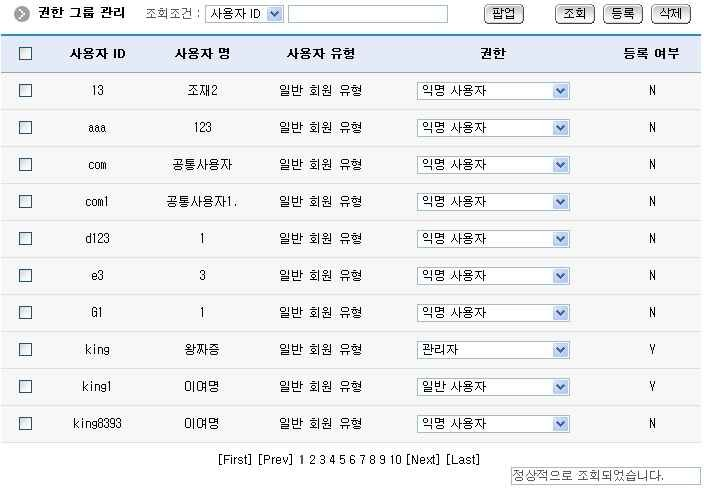 권한 그룹 관리 조회조건 : 사용자 ID 팝업 조회 등록 삭제
사용자 ID 사용자 명 사용자 유형 권한 등록 여부
13 조재2 일반 회원 유형 익명 사용자 N
aaa 123 일반 회원 유형 익명 사용자 N
com 공통사용자 일반 회원 유형 익명 사용자 N
com1 공통사용자1. 일반 회원 유형 익명 사용자 N
d123 1 일반 회원 유형 익명 사용자 N
e3 3 일반 회원 유형 익명 사용자 N
G1 1 일반 회원 유형 익명 사용자 N
king 왕짜증 일반 회원 유형 관리자 Y
king1 이여명 일반 회원 유형 일반 사용자 Y
king8393 이여명 일반 회원 유형 익명 사용자 N
[First] [Prev] 1 2 3 4 5 6 7 8 9 10 [Next] [Last]
정상적으로 조회되었습니다.